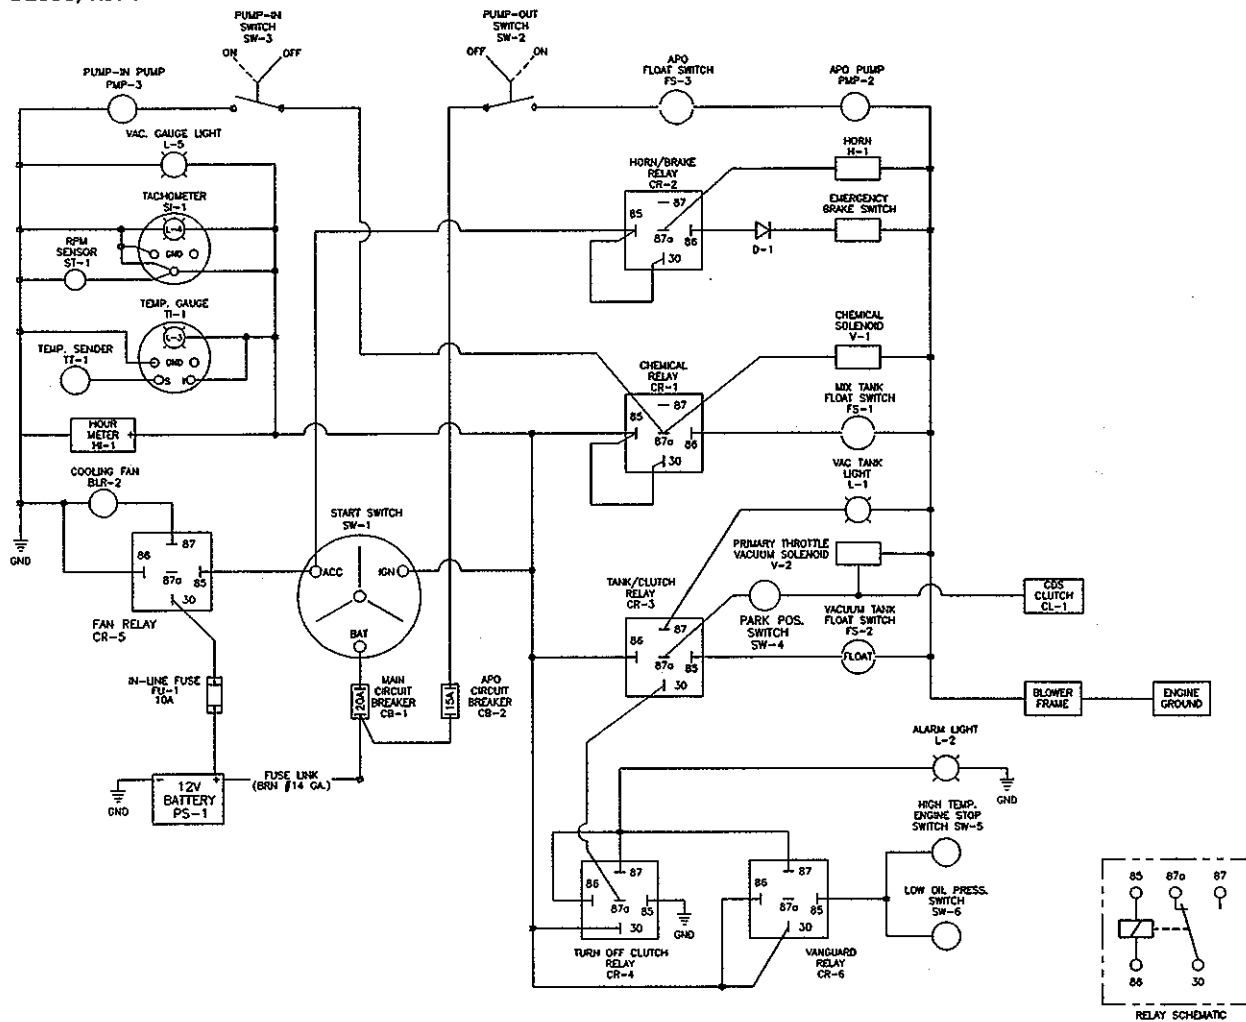 PUMP-IN
SWITCH
SW-3
ON
OFF
PUMP-OUT
SWITCH
SW-2
OFF
ON
PUMP-IN PUMP
PMP-3
APO
FLOAT SWITCH
FS-3
APO PUMP
PMP-2
VAC. GAUGE LIGHT
L-5
HORN
H-1
HORN/BRAKE
RELAY
CR-2
87
85
87a
86
30
D-1
EMERGENCY
BRAKE SWITCH
TACHOMETER
SI-1
L-4
GND
RPM
SENSOR
ST-1
TEMP. GAUGE
TI-1
L-3
GND
S
TEMP. SENDER
TT-1
CHEMICAL
SOLENOID
V-1
CHEMICAL
RELAY
CR-1
87
85
87a
86
30
MIX TANK
FLOAT SWITCH
FS-1
HOUR
METER
HI-1
+
COOLING FAN
BLR-2
VAC TANK
LIGHT
L-1
GND
86
87
87a
85
30
FAN RELAY
CR-5
START SWITCH
SW-1
ACC
IGN
BAT
PRIMARY THROTTLE
VACUUM SOLENOID
V-2
TANK/CLUTCH
RELAY
CR-3
86
87
87a
85
30
PARK POS.
SWITCH
SW-4
VACUUM TANK
FLOAT SWITCH
FS-2
FLOAT
CDS
CLUTCH
CL-1
IN-LINE FUSE
FU-1
10A
20A
MAIN
CIRCUIT
BREAKER
CB-1
APO
CIRCUIT
BREAKER
CB-2
15A
BLOWER
FRAME
ENGINE
GROUND
GND
- +
12V
BATTERY
PS-1
FUSE LINK
(BRN #14 GA.)
ALARM LIGHT
L-2
GND
HIGH TEMP.
ENGINE STOP
SWITCH SW-5
LOW OIL PRESS.
SWITCH
SW-6
86
87
87a
85
30
GND
TURN OFF CLUTCH
RELAY
CR-4
86
87
87a
85
30
VANGUARD
RELAY
CR-6
85
87a
87
86
30
RELAY SCHEMATIC